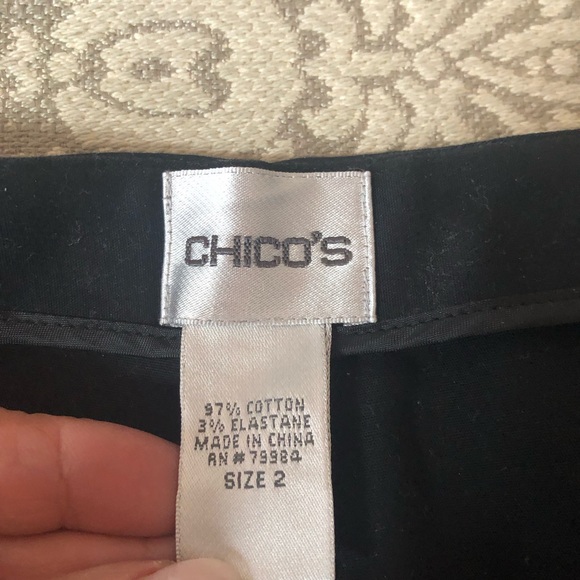 CHICO'S
97% COTTON
3% ELASTANE
MADE IN CHINA
RN #79984
SIZE 2